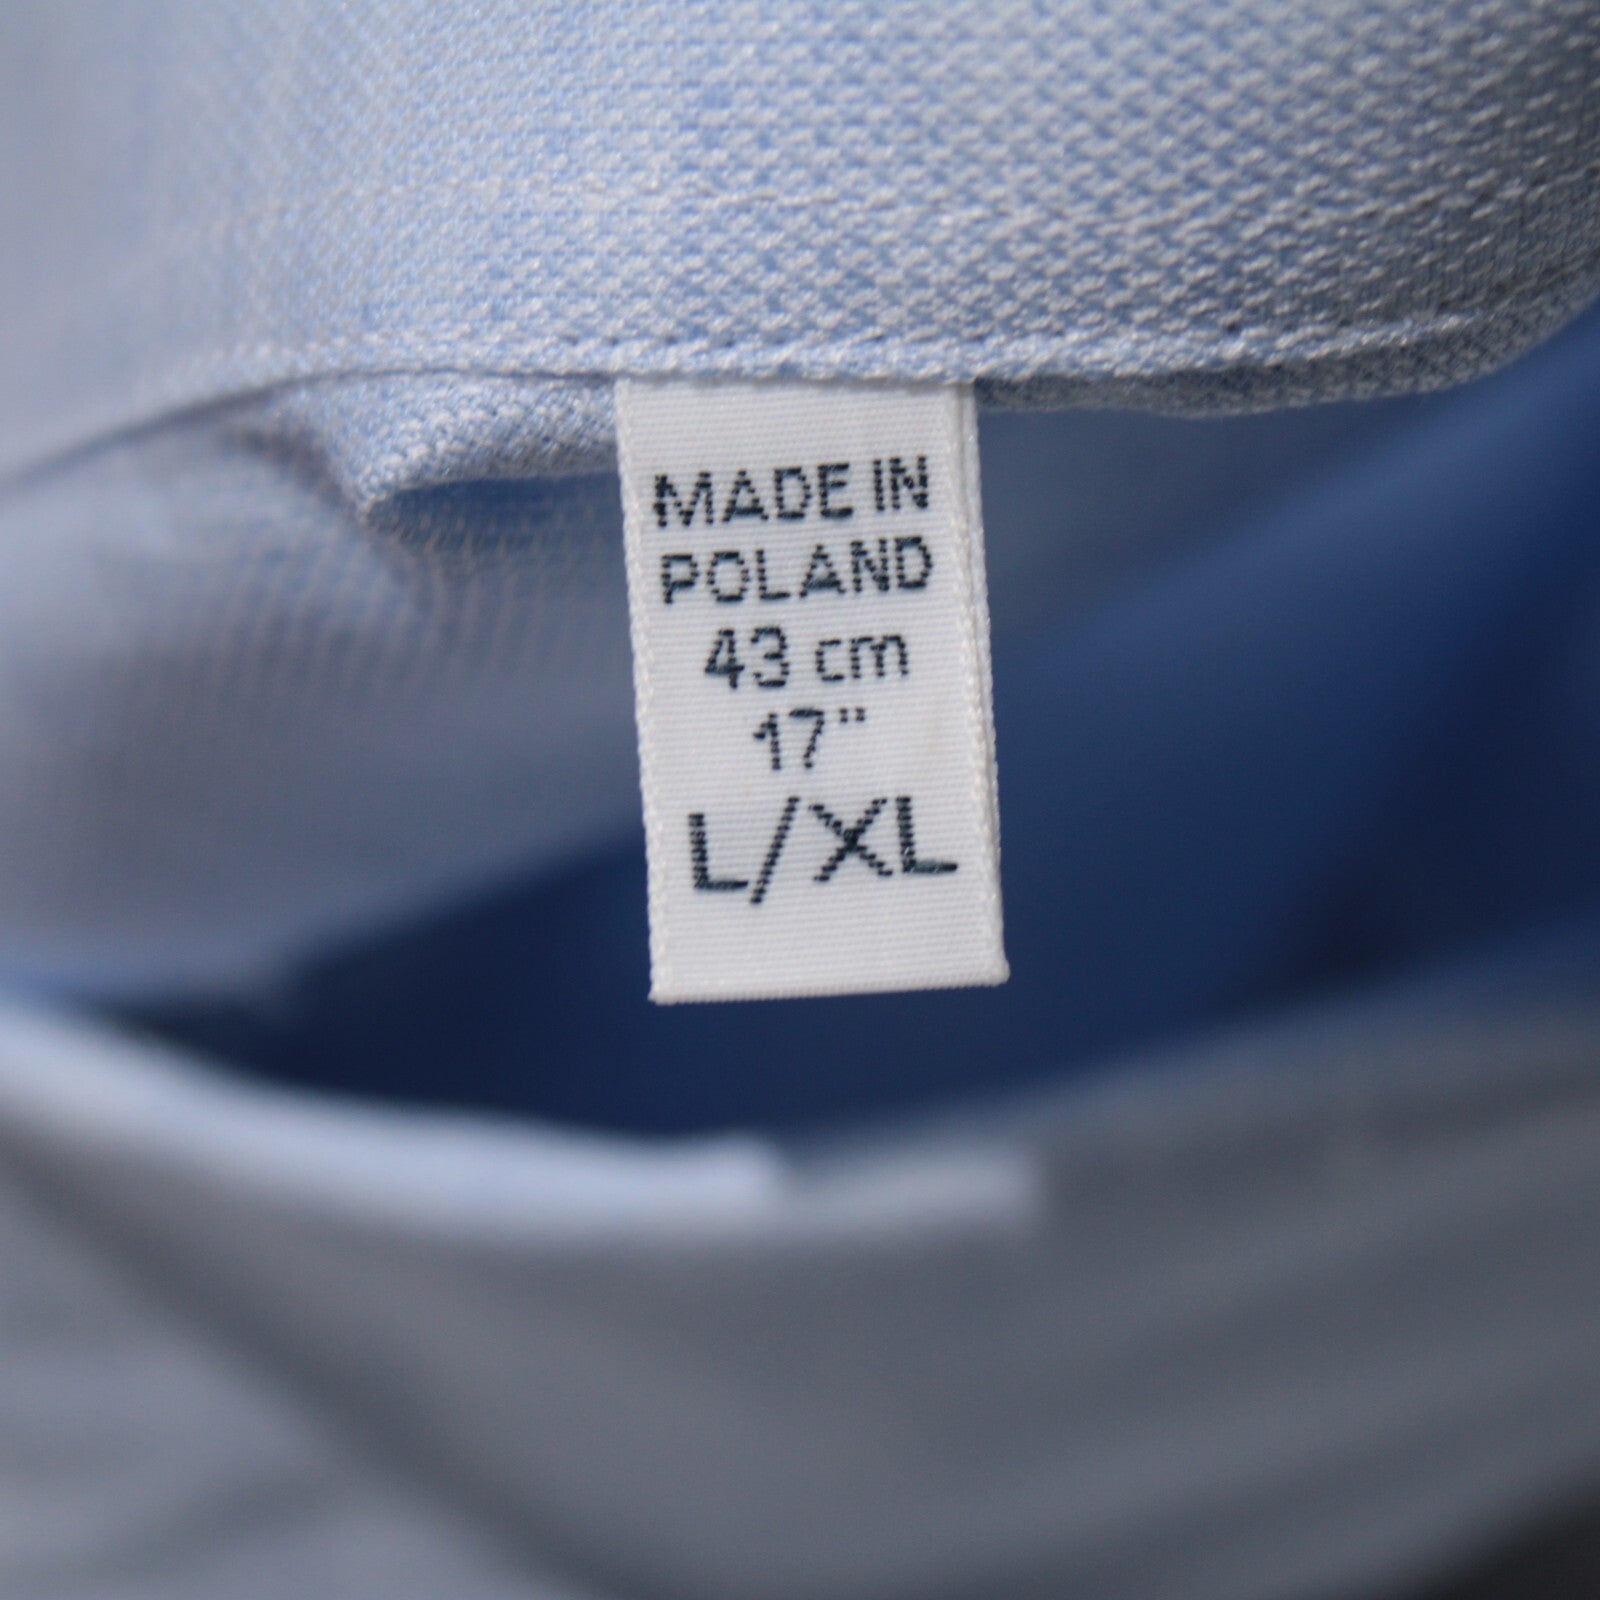 MADE IN
POLAND
43 cm
17"
L/XL